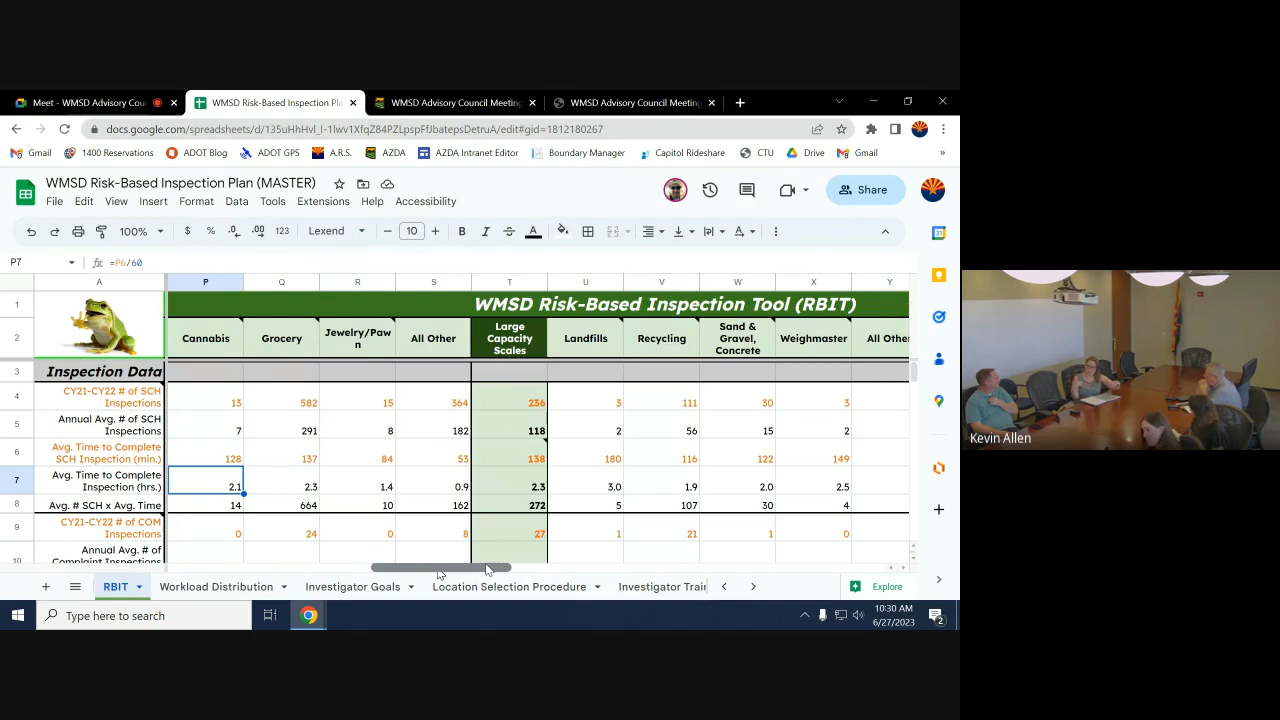 Meet - WMSD Advisory Cou
WMSD Risk-Based Inspection Pla
WMSD Advisory Council Meeting
WMSD Advisory Council Meeting
docs.google.com/spreadsheets/d/135uHhHvI_l-1lwv1XfqZ84PZLpspFfJbatepsDetruA/edit#gid=1812180267
Gmail 1400 Reservations ADOT Blog ADOT GPS A.R.S. AZDA AZDA Intranet Editor Boundary Manager Capitol Rideshare CTU Drive Gmail »
WMSD Risk-Based Inspection Plan (MASTER)
Share
File Edit View Insert Format Data Tools Extensions Help Accessibility
100% $ % .0 .00 123 Lexend 10 B I A
P7 fx =P6/60
A P Q R S T U V W X Y
1 WMSD Risk-Based Inspection Tool (RBIT)
2 Cannabis Grocery Jewelry/Pawn All Other Large Capacity Scales Landfills Recycling Sand & Gravel, Concrete Weighmaster All Other
3 Inspection Data
4 CY21-CY22 # of SCH Inspections 13 582 15 364 236 3 111 30 3
5 Annual Avg. # of SCH Inspections 7 291 8 182 118 2 56 15 2
6 Avg. Time to Complete SCH Inspection (min.) 128 137 84 53 138 180 116 122 149
7 Avg. Time to Complete Inspection (hrs.) 2.1 2.3 1.4 0.9 2.3 3.0 1.9 2.0 2.5
8 Avg. # SCH x Avg. Time 14 664 10 162 272 5 107 30 4
9 CY21-CY22 # of COM Inspections 0 24 0 8 27 1 21 1 0
10 Annual Avg. # of Complaint Inspections
+ RBIT Workload Distribution Investigator Goals Location Selection Procedure Investigator Train Explore
Type here to search
10:30 AM
6/27/2023
2
Kevin Allen